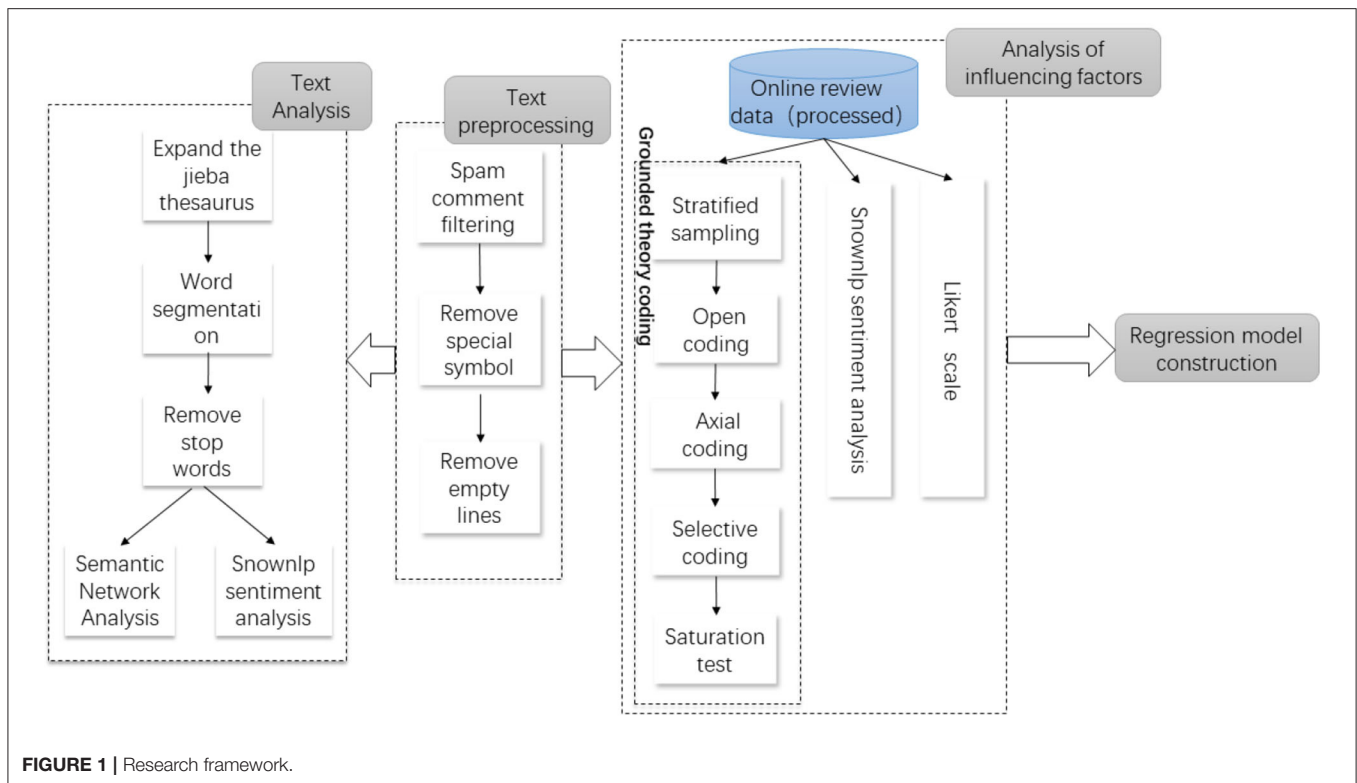 Text
Analysis
Expand the
jieba
thesaurus
Word
segmentati
on
Remove
stop
words
Semantic
Network
Analysis
Snownlp
sentiment
analysis
Text
preprocessing
Spam
comment
filtering
Remove
special
symbol
Remove
empty
lines
Analysis of
influencing factors
Online review
data（processed）
Grounded theory coding
Stratified
sampling
Open
coding
Axial
coding
Selective
coding
Saturation
test
Snownlp sentiment analysis
Likert scale
Regression model
construction
FIGURE 1 | Research framework.